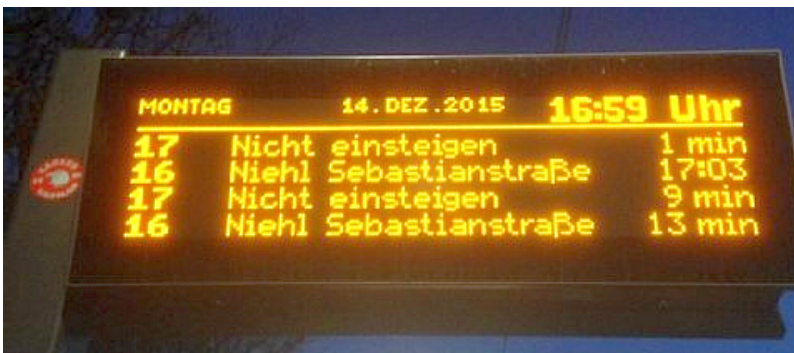 MONTAG 14.DEZ.2015 16:59 Uhr
17 Nicht einsteigen 1 min
16 Niehl Sebastianstraße 17:03
17 Nicht einsteigen 9 min
16 Niehl Sebastianstraße 13 min